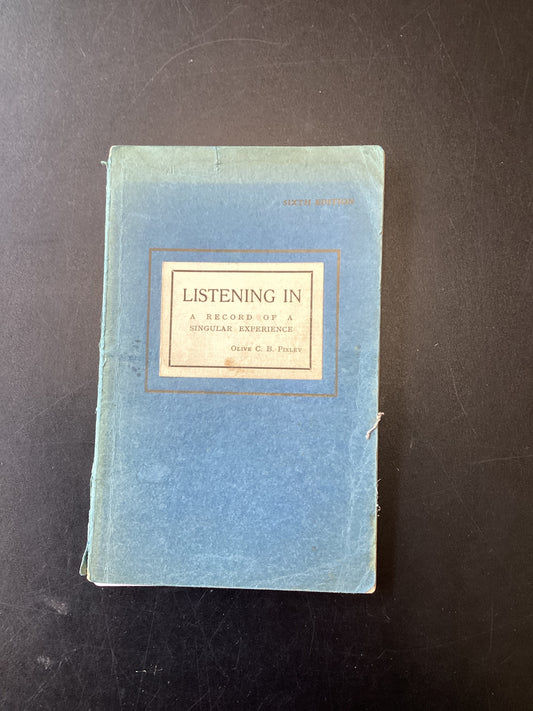 SIXTH EDITION
LISTENING IN
A RECORD OF A
SINGULAR EXPERIENCE
OLIVE C. B. PIXLEY